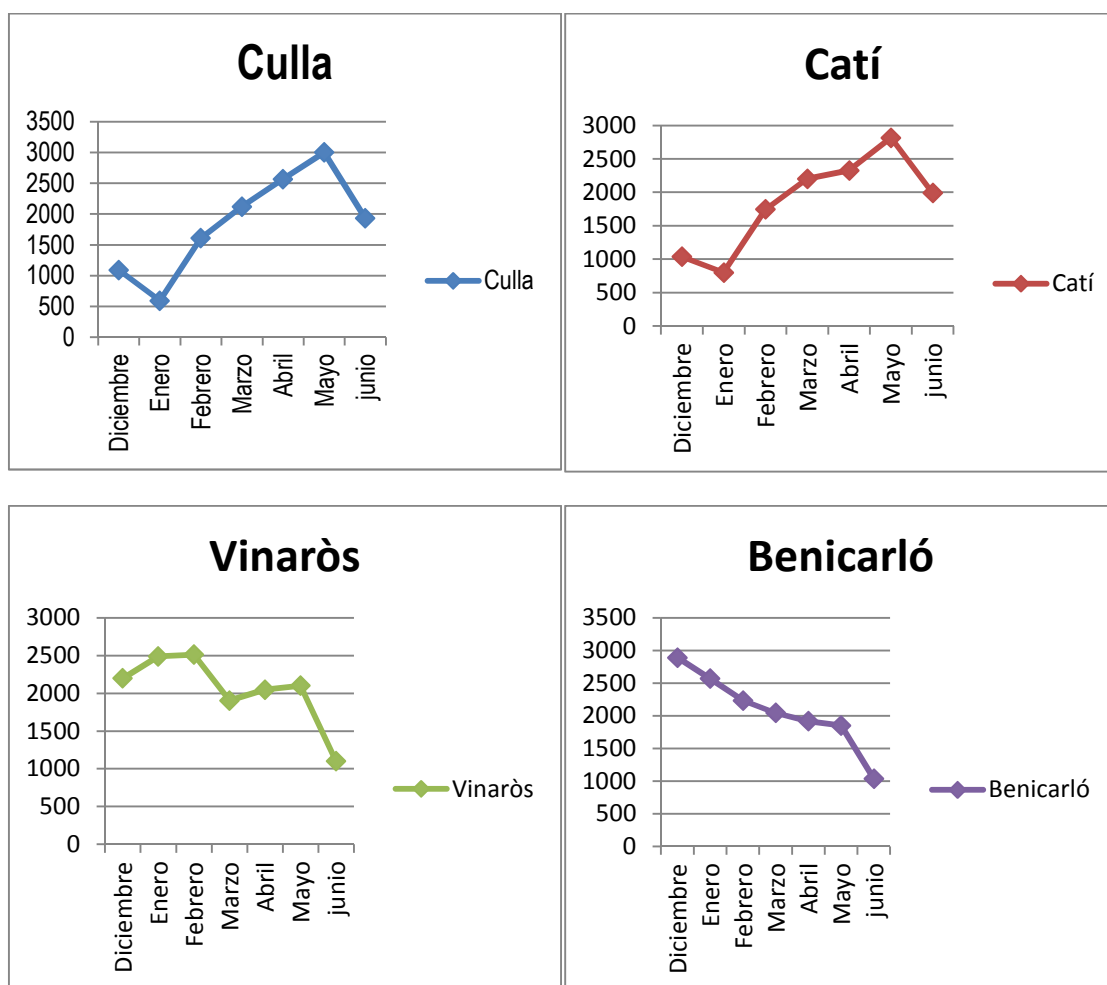 Culla
3500
3000
2500
2000
1500
1000
500
0
Diciembre
Enero
Febrero
Marzo
Abril
Mayo
junio
Culla
Catí
3000
2500
2000
1500
1000
500
0
Diciembre
Enero
Febrero
Marzo
Abril
Mayo
junio
Catí
Vinaròs
3000
2500
2000
1500
1000
500
0
Diciembre
Enero
Febrero
Marzo
Abril
Mayo
junio
Vinaròs
Benicarló
3500
3000
2500
2000
1500
1000
500
0
Diciembre
Enero
Febrero
Marzo
Abril
Mayo
junio
Benicarló